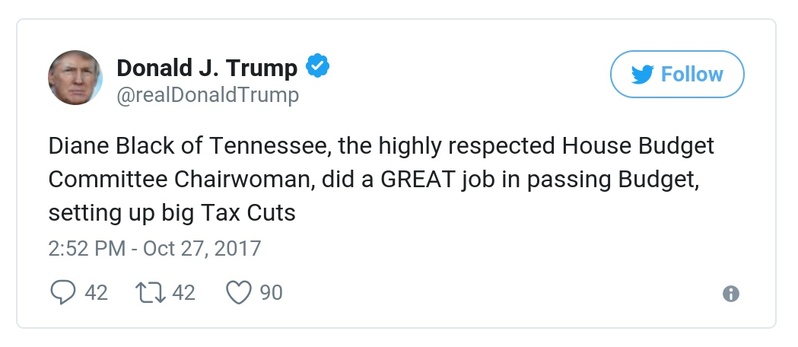 Donald J. Trump
Follow
@realDonaldTrump
Diane Black of Tennessee, the highly respected House Budget
Committee Chairwoman, did a GREAT job in passing Budget,
setting up big Tax Cuts
2:52 PM - Oct 27, 2017
42 42 90